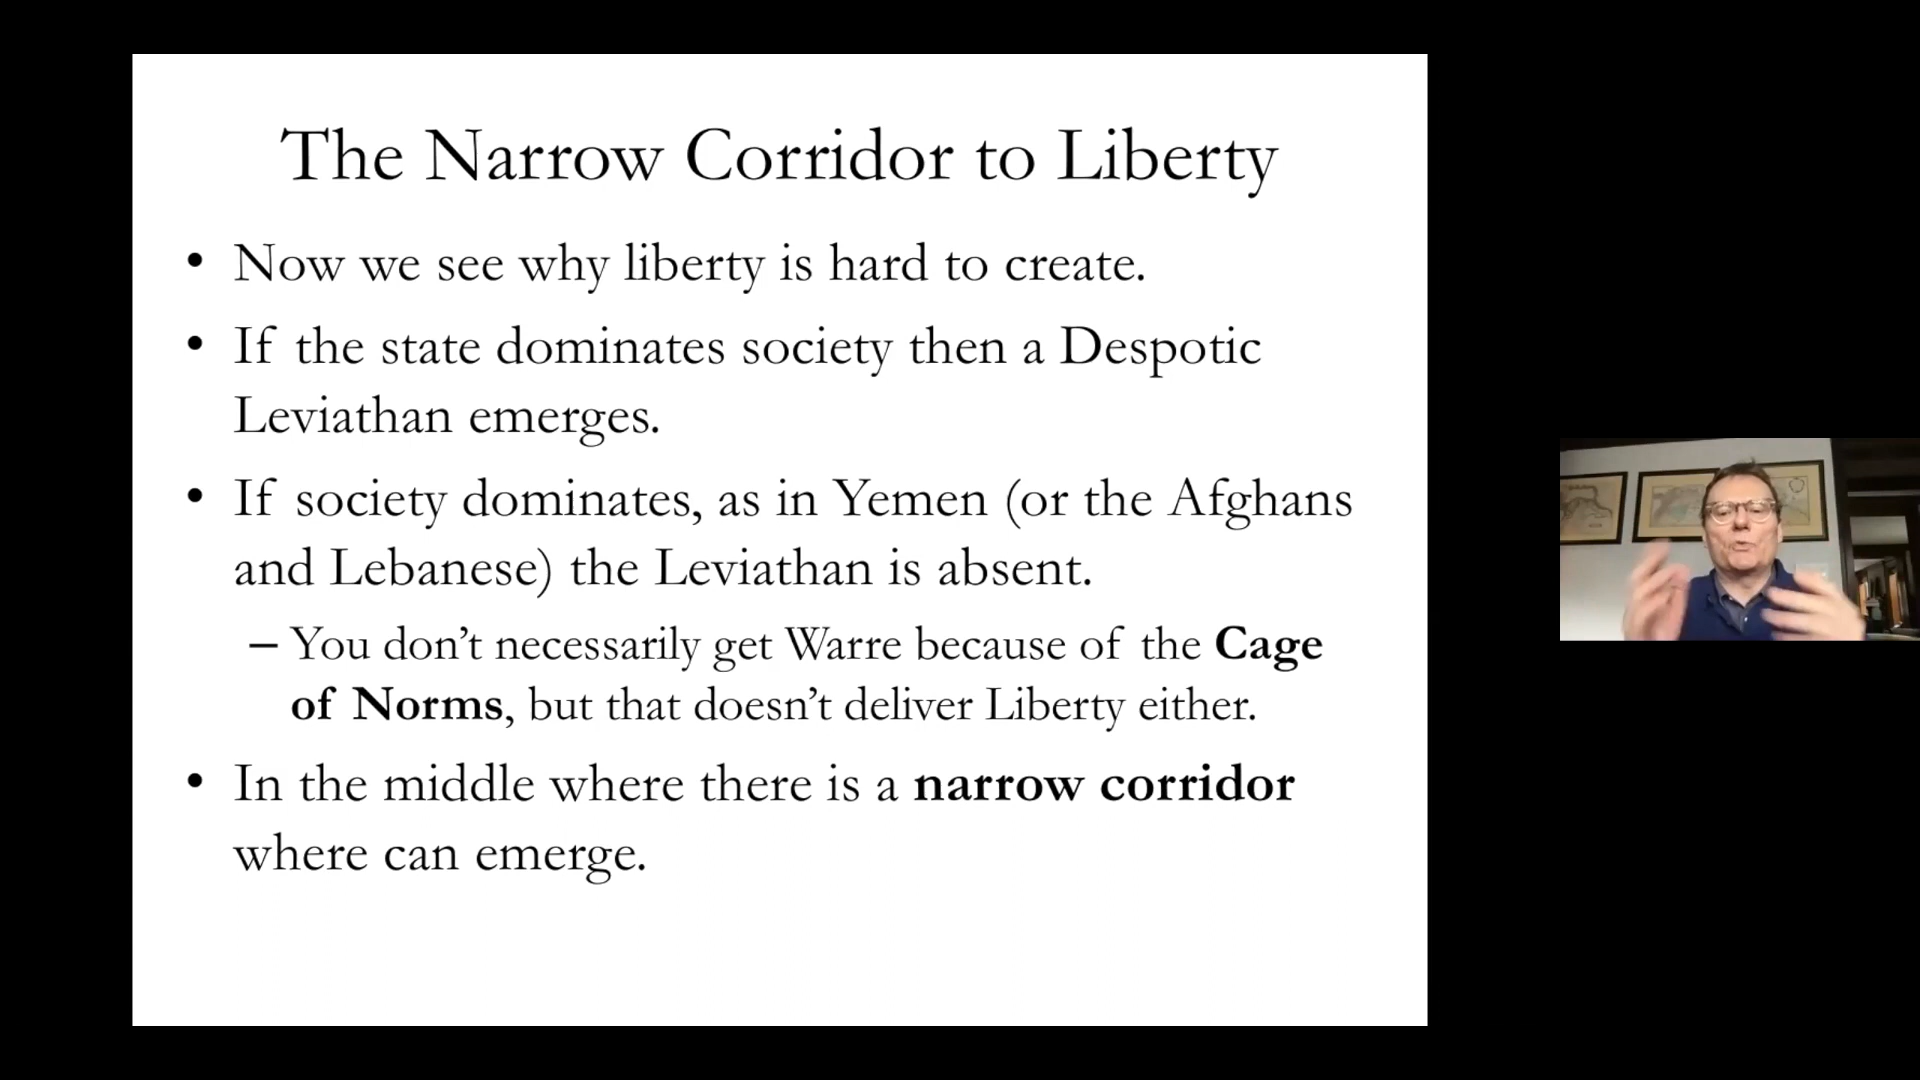 The Narrow Corridor to Liberty
• Now we see why liberty is hard to create.
• If the state dominates society then a Despotic
Leviathan emerges.
• If society dominates, as in Yemen (or the Afghans
and Lebanese) the Leviathan is absent.
– You don’t necessarily get Warre because of the Cage
of Norms, but that doesn’t deliver Liberty either.
• In the middle where there is a narrow corridor
where can emerge.